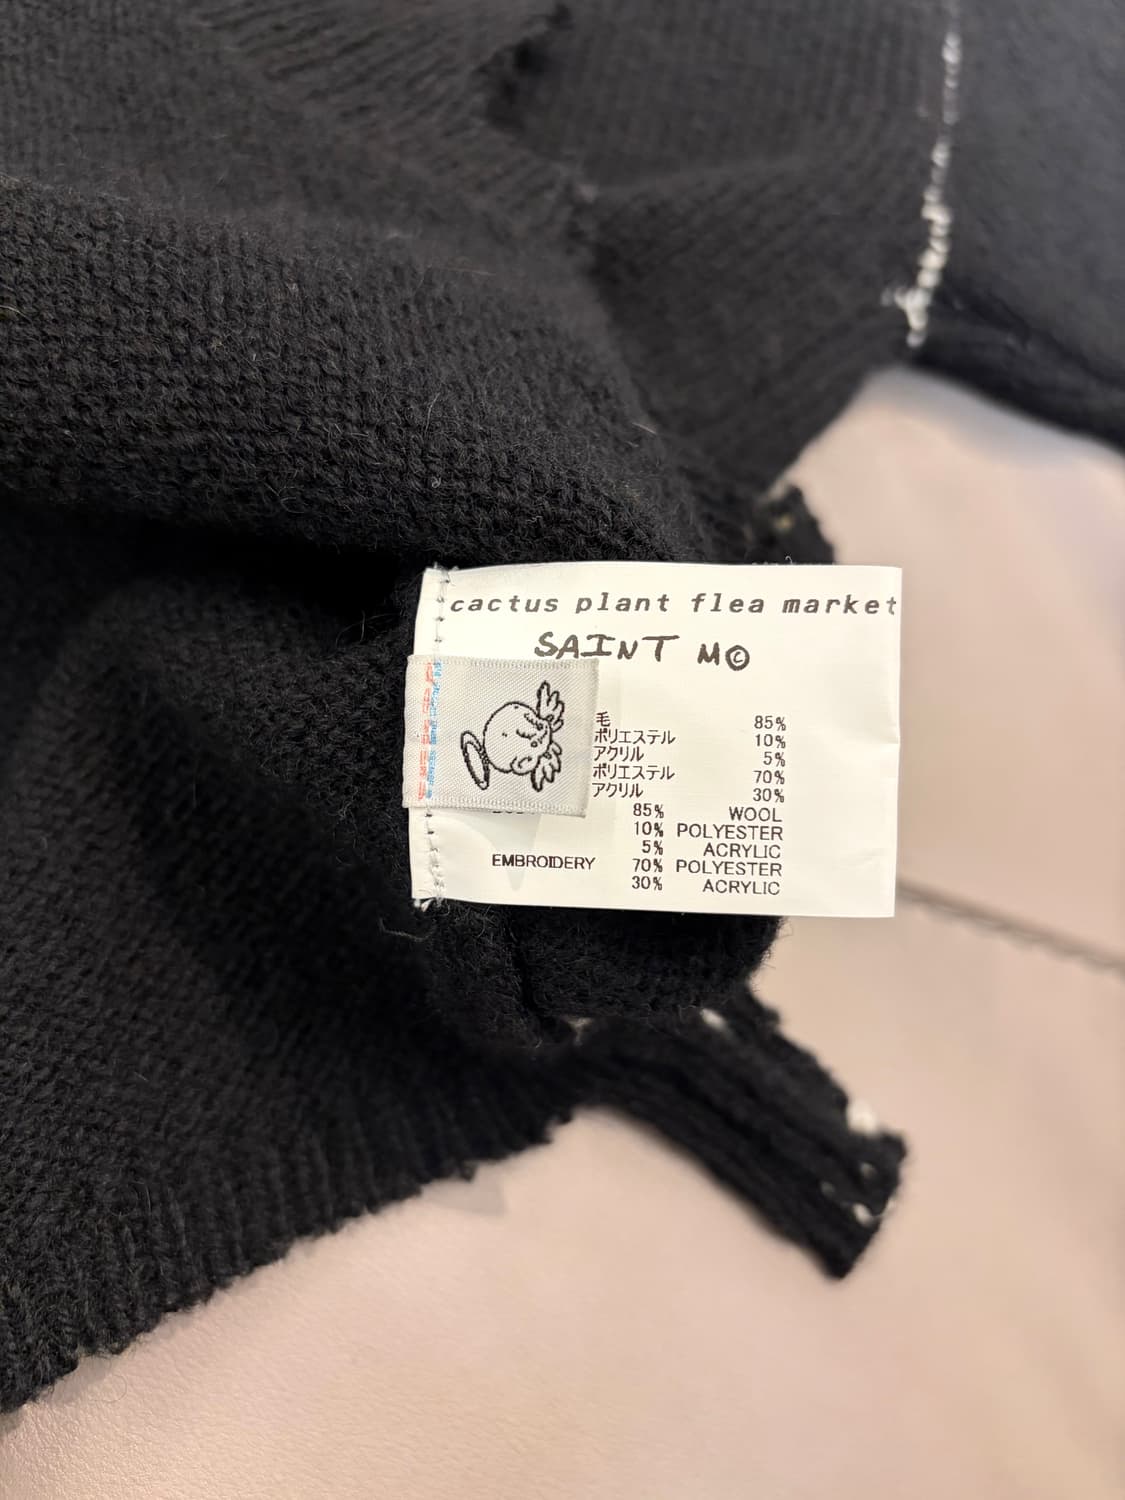 cactus plant flea market
SAINT M©
毛 85%
ポリエステル 10%
アクリル 5%
ポリエステル 70%
アクリル 30%
85% WOOL
10% POLYESTER
5% ACRYLIC
EMBROIDERY 70% POLYESTER
30% ACRYLIC